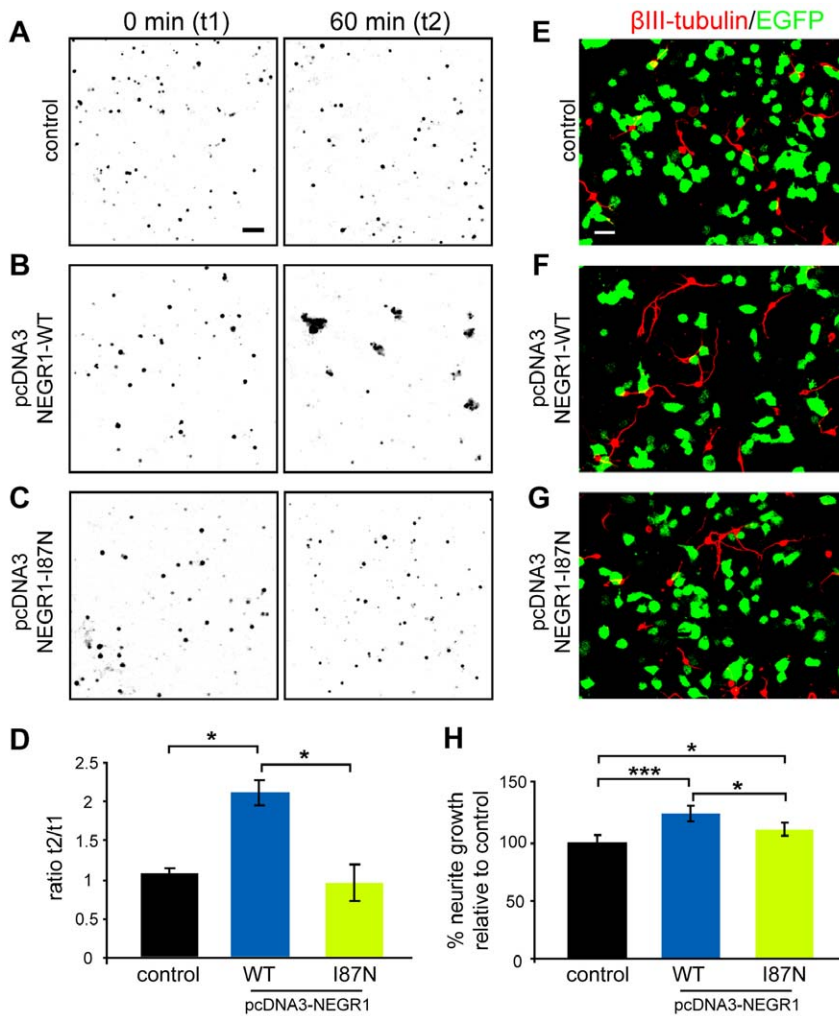 A
0 min (t1)
60 min (t2)
control
B
pcDNA3
NEGR1-WT
C
pcDNA3
NEGR1-I87N
D
ratio t2/t1
2.5
2
1.5
1
0.5
0
*
*
control
WT
I87N
pcDNA3-NEGR1
E
βIII-tubulin/EGFP
control
F
pcDNA3
NEGR1-WT
G
pcDNA3
NEGR1-I87N
H
% neurite growth
relative to control
150
100
50
0
*
***
*
control
WT
I87N
pcDNA3-NEGR1